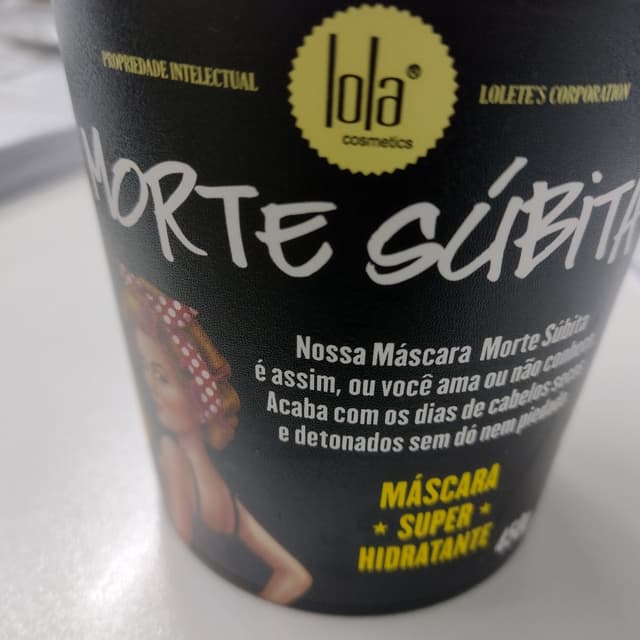 PROPRIEDADE INTELECTUAL
lola®
cosmetics
LOLETE'S CORPORATION
MORTE SÚBITA
Nossa Máscara Morte Súbita
é assim, ou você ama ou não
Acaba com os dias de cabelos secos
e detonados sem dó nem piedade
MÁSCARA
★ SUPER ★
HIDRATANTE
450g